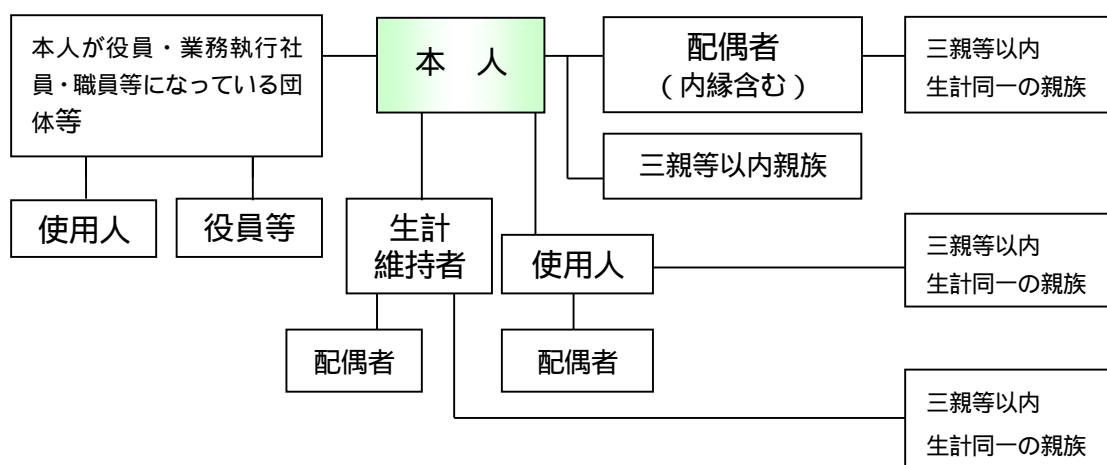 本人が役員・業務執行社
員・職員等になっている団
体等
本　人
配偶者
（内縁含む）
三親等以内
生計同一の親族
三親等以内親族
使用人
役員等
生計
維持者
使用人
三親等以内
生計同一の親族
配偶者
配偶者
三親等以内
生計同一の親族